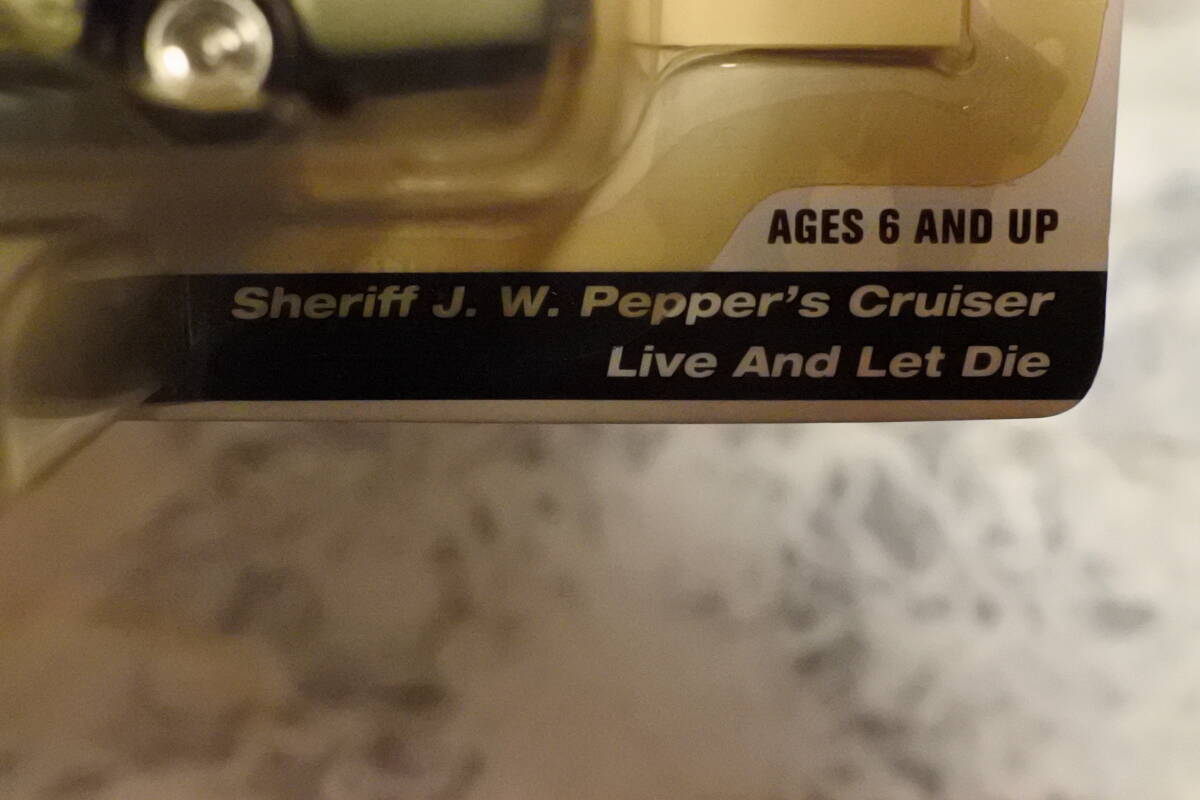 AGES 6 AND UP
Sheriff J. W. Pepper's Cruiser
Live And Let Die